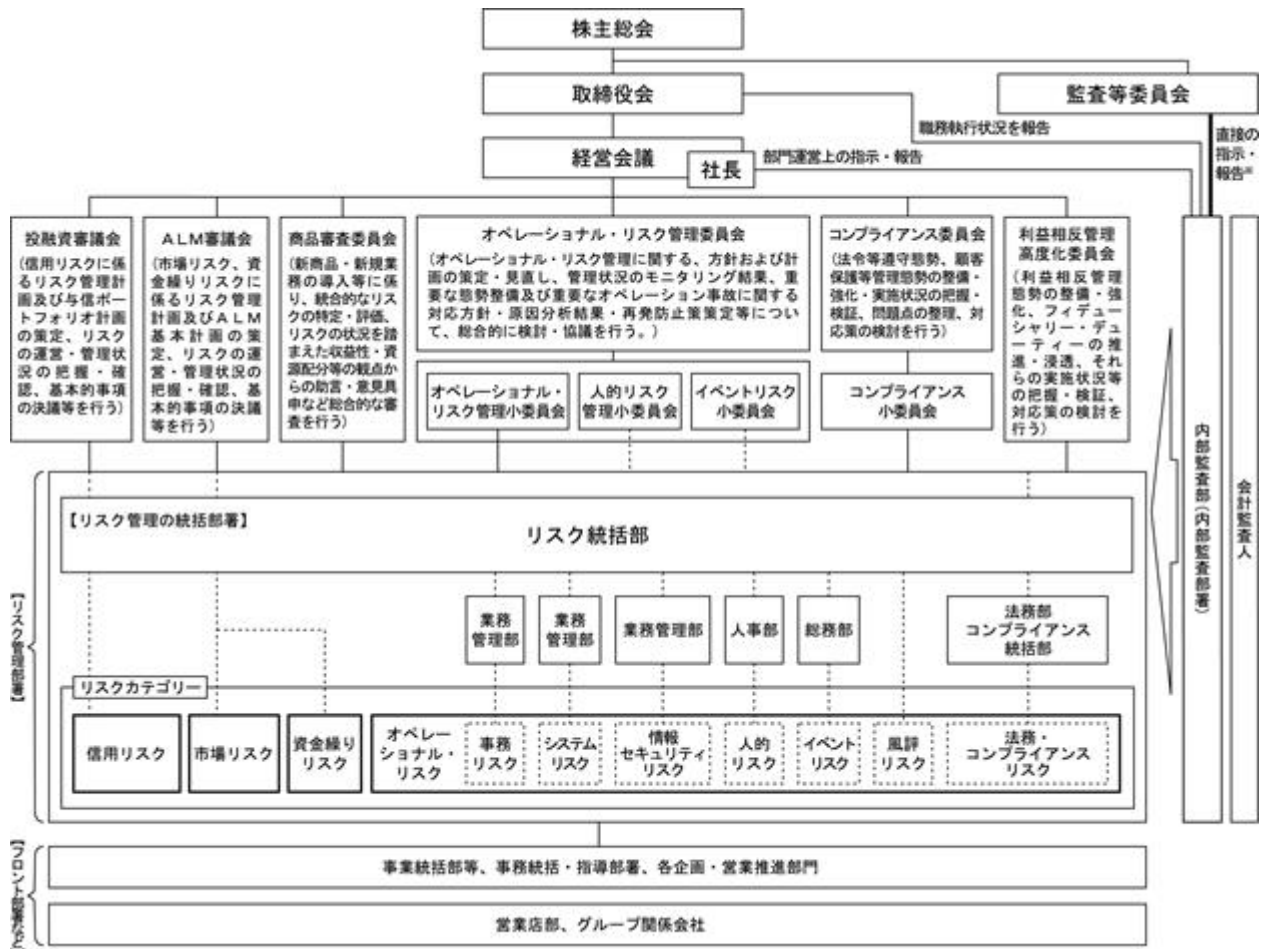 株主総会
取締役会
監査等委員会
職務執行状況を報告
直接の
指示・
報告※
経営会議
社長
部門運営上の指示・報告
投融資審議会
(信用リスクに係
るリスク管理計
画及び与信ポー
トフォリオ計画
の策定、リスク
の運営・管理状
況の把握・確
認、基本的事項
の決議等を行う)
ALM審議会
(市場リスク、資
金繰りリスクに
係るリスク管理
計画及びALM
基本計画の策
定、リスクの運
営・管理状況の
把握・確認、基
本的事項の決議
等を行う)
商品審査委員会
(新商品・新規業
務の導入等に係
り、統合的なリス
クの特定・評価、
リスクの状況を踏
まえた収益性・資
源配分等の観点か
らの助言・意見具
申など総合的な審
査を行う)
オペレーショナル・リスク管理委員会
(オペレーショナル・リスク管理に関する、方針および計
画の策定・見直し、管理状況のモニタリング結果、重
要な態勢整備及び重要なオペレーション事故に関する
対応方針・原因分析結果・再発防止策策定等につい
て、総合的に検討・協議を行う。)
オペレーショナル・
リスク管理小委員会
人的リスク
管理小委員会
イベントリスク
小委員会
コンプライアンス委員会
(法令等遵守態勢、顧客
保護等管理態勢の整備・
強化・実施状況の把握・
検証、問題点の整理、対
応策の検討を行う)
コンプライアンス
小委員会
利益相反管理
高度化委員会
(利益相反管理
態勢の整備・強
化、フィデュー
シャリー・デュ
ーティーの推
進・浸透、それ
らの実施状況等
の把握・検証、
対応策の検討を
行う)
内部監査部(内部監査部署)
会計監査人
【リスク管理部署】
【リスク管理の統括部署】
リスク統括部
業務
管理部
業務
管理部
業務管理部
人事部
総務部
法務部
コンプライアンス
統括部
リスクカテゴリー
信用リスク
市場リスク
資金繰り
リスク
オペレー
ショナル・
リスク
事務
リスク
システム
リスク
情報
セキュリティ
リスク
人的
リスク
イベント
リスク
風評
リスク
法務・
コンプライアンス
リスク
【フロント部署など】
事業統括部等、事務統括・指導部署、各企画・営業推進部門
営業店部、グループ関係会社